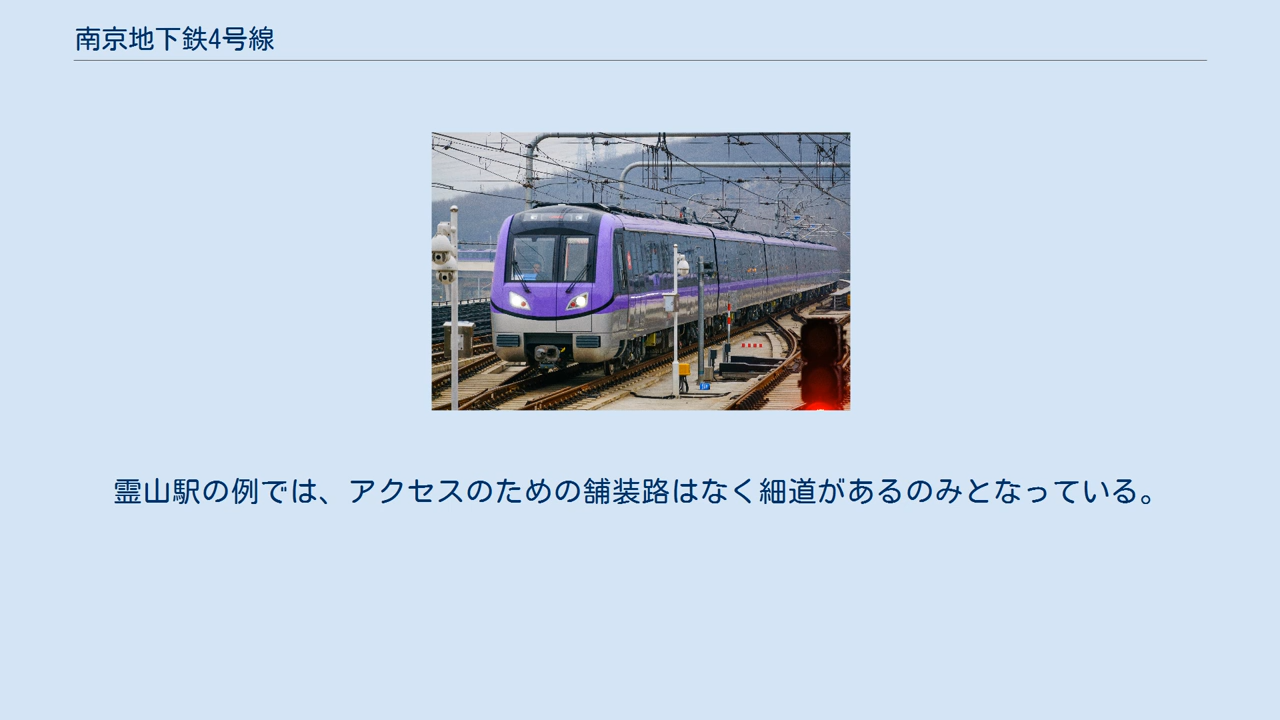 南京地下鉄4号線
霊山駅の例では、アクセスのための舗装路はなく細道があるのみとなっている。